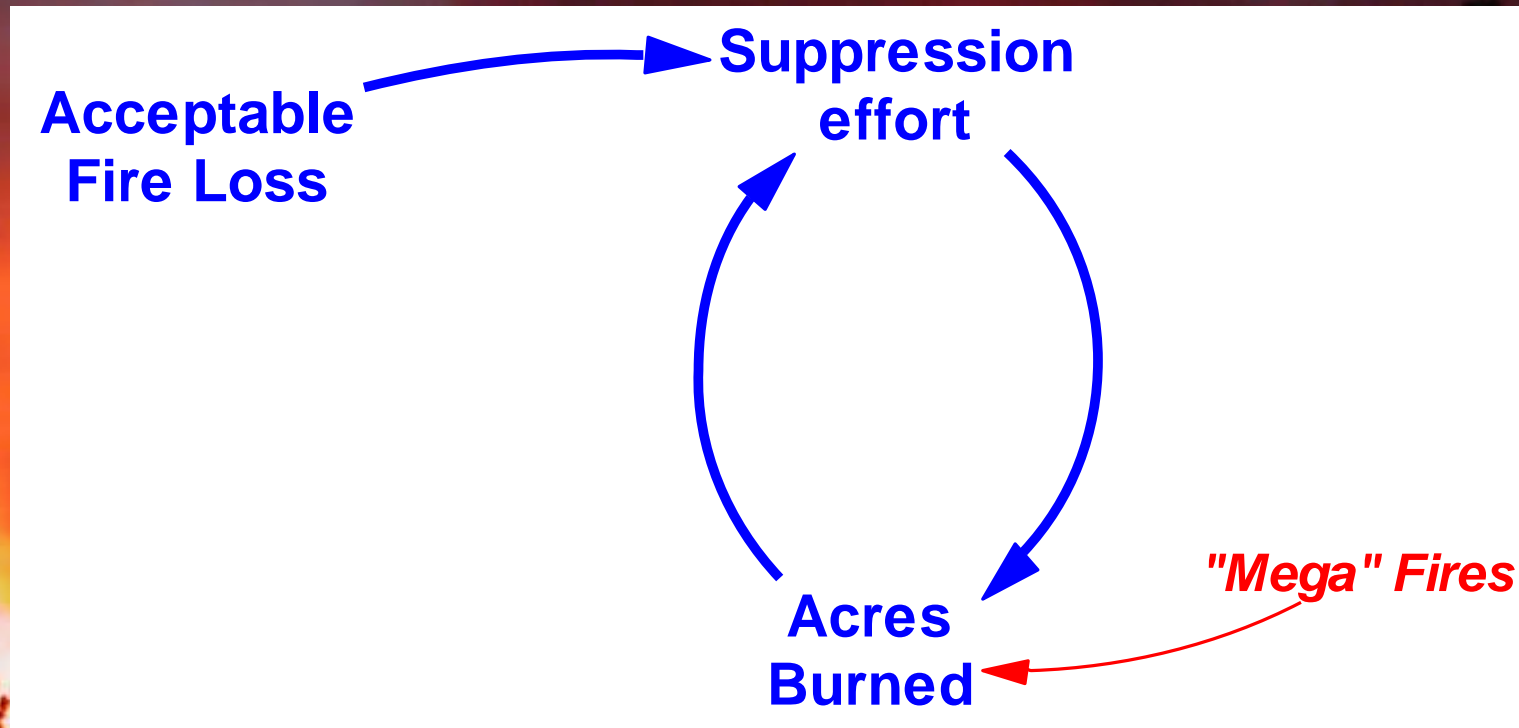 Suppression
effort
Acceptable
Fire Loss
"Mega" Fires
Acres
Burned